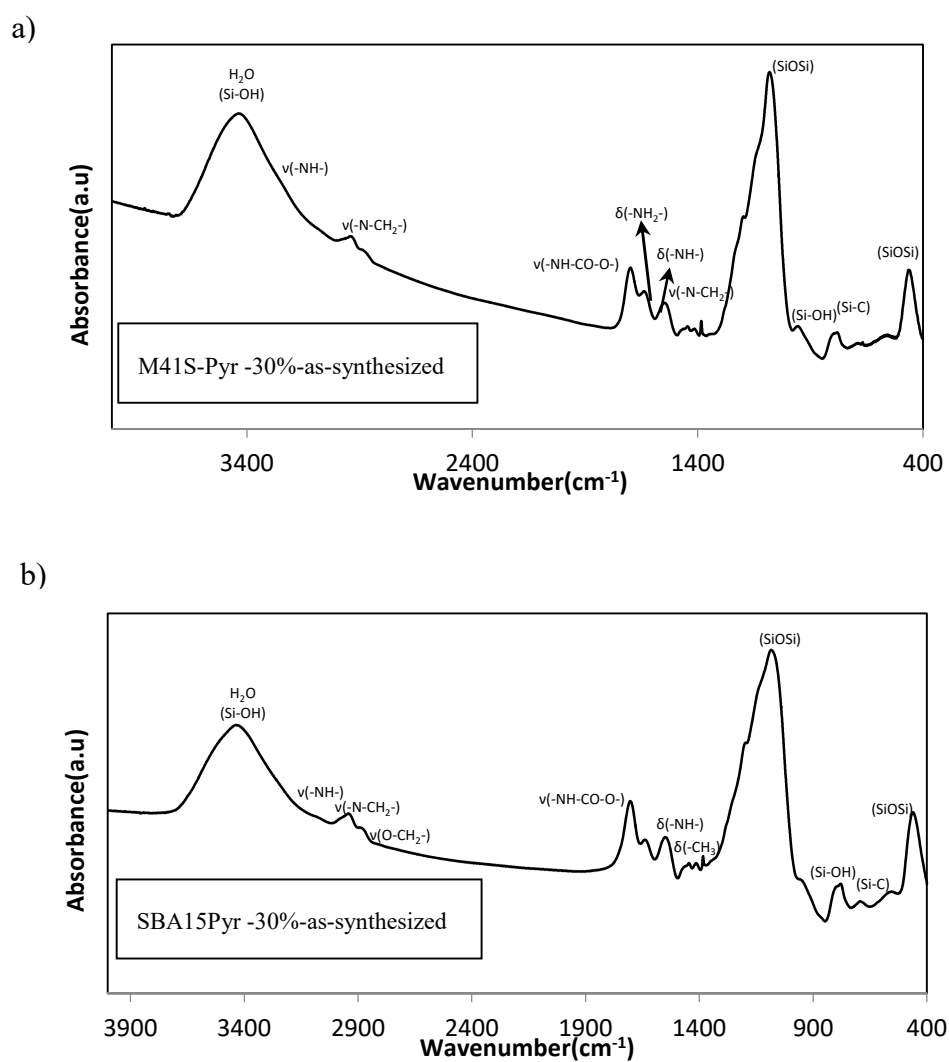 a)
H₂O
(Si-OH)
ν(-NH-)
ν(-N-CH₂-)
ν(-NH-CO-O-)
δ(-NH₂-)
δ(-NH-)
ν(-N-CH₂-)
(SiOSi)
(Si-OH)
(Si-C)
(SiOSi)
Absorbance(a.u)
M41S-Pyr -30%-as-synthesized
3400 2400 1400 400
Wavenumber(cm⁻¹)
b)
H₂O
(Si-OH)
ν(-NH-)
ν(-N-CH₂-)
ν(O-CH₂-)
ν(-NH-CO-O-)
δ(-NH-)
δ(-CH₃)
(SiOSi)
(Si-OH)
(Si-C)
(SiOSi)
Absorbance(a.u)
SBA15Pyr -30%-as-synthesized
3900 3400 2900 2400 1900 1400 900 400
Wavenumber(cm⁻¹)